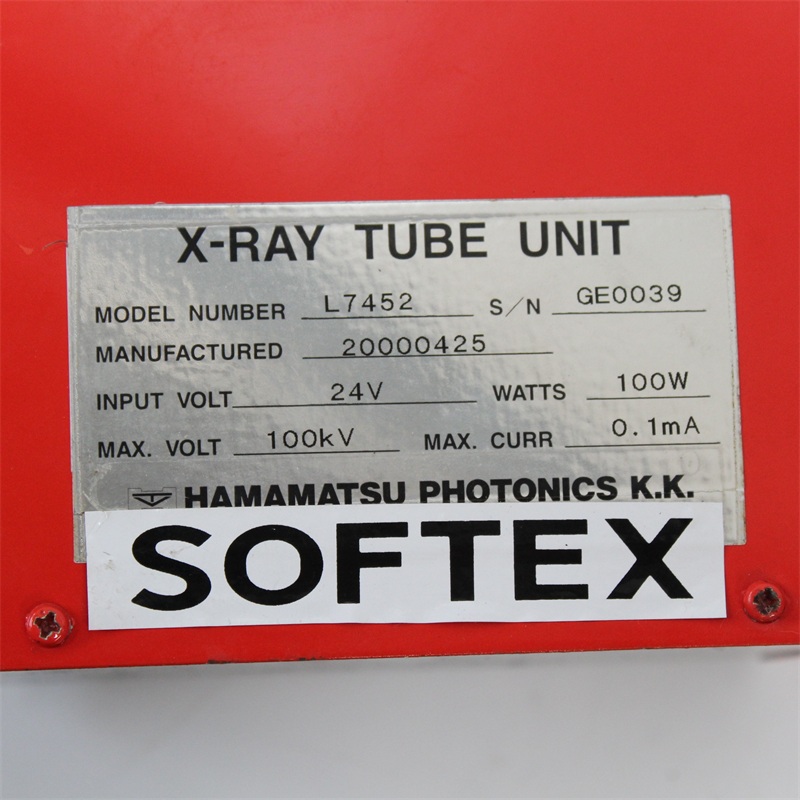 X-RAY TUBE UNIT
MODEL NUMBER L7452 S/N GE0039
MANUFACTURED 20000425
INPUT VOLT 24V WATTS 100W
MAX. VOLT 100kV MAX. CURR 0.1mA
HAMAMATSU PHOTONICS K.K.
SOFTEX